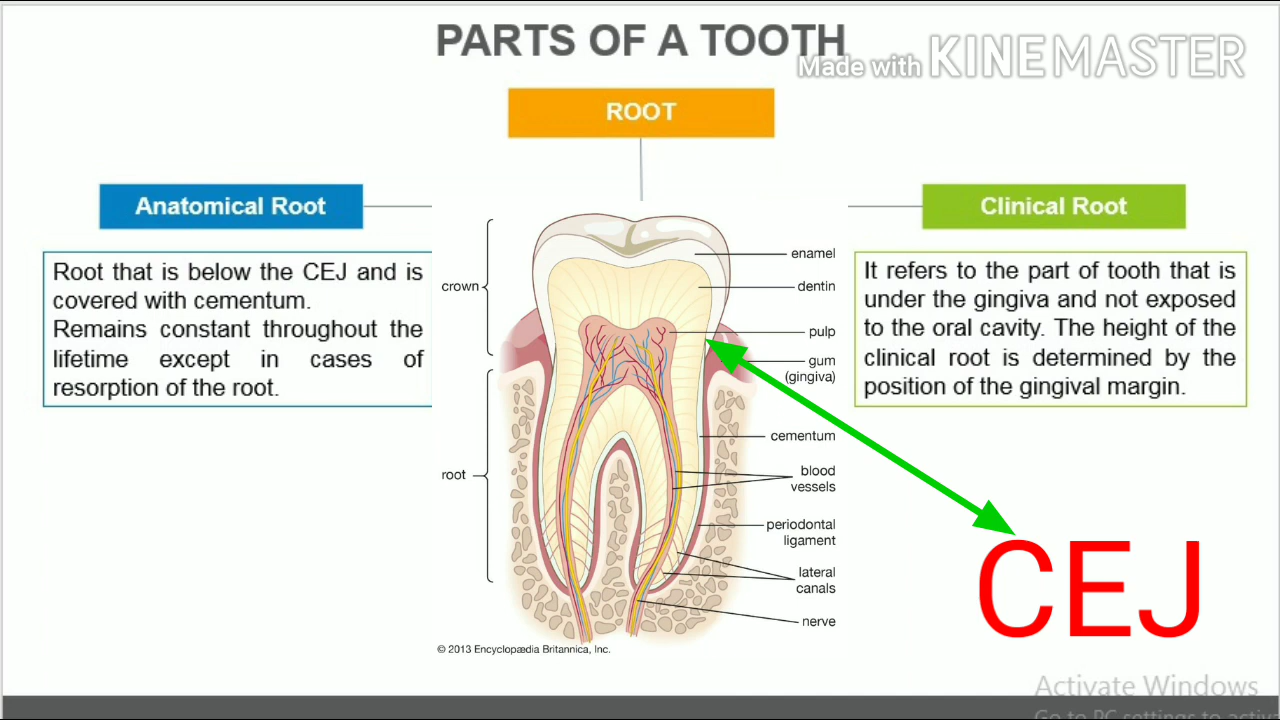 PARTS OF A TOOTH
Made with KINEMASTER
ROOT
Anatomical Root
Root that is below the CEJ and is
covered with cementum.
Remains constant throughout the
lifetime except in cases of
resorption of the root.
Clinical Root
It refers to the part of tooth that is
under the gingiva and not exposed
to the oral cavity. The height of the
clinical root is determined by the
position of the gingival margin.
crown
root
enamel
dentin
pulp
gum
(gingiva)
cementum
blood
vessels
periodontal
ligament
lateral
canals
nerve
© 2013 Encyclopædia Britannica, Inc.
CEJ
Activate Windows
Go to PC settings to activa